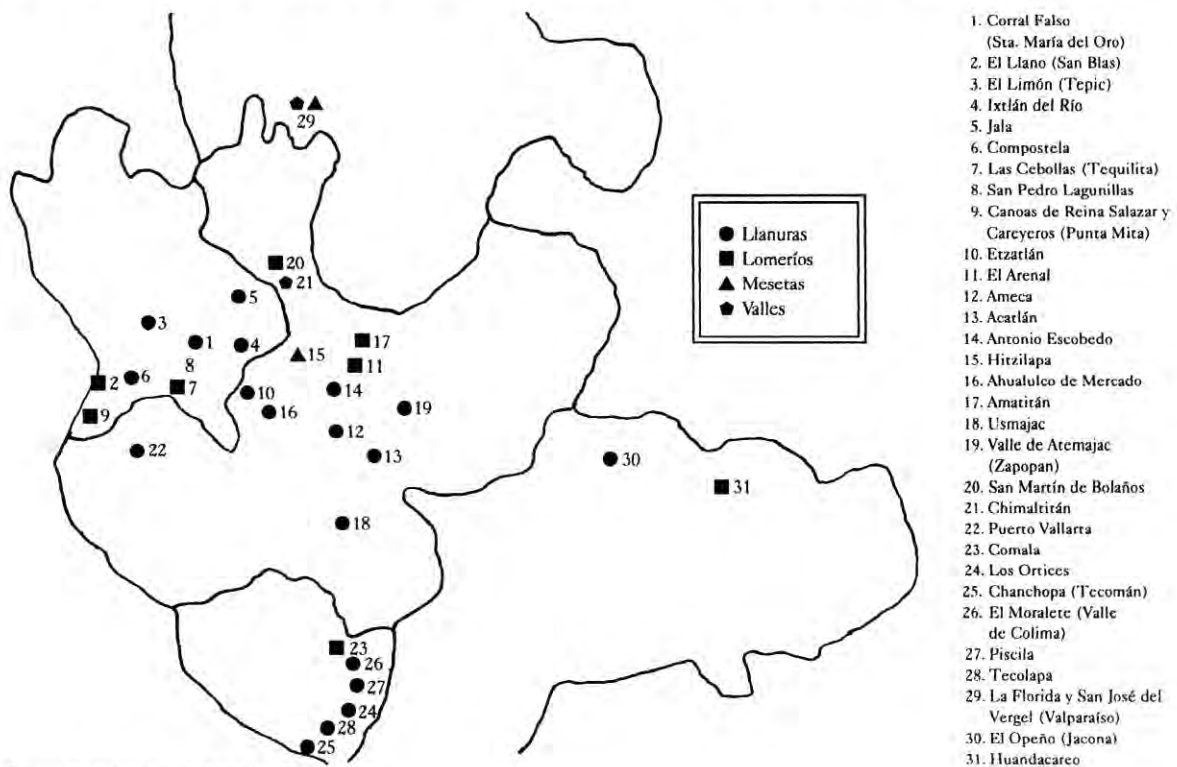 29
20
21
5
3
1
4
17
15
11
8
2
6
7
14
10
9
16
19
12
22
13
30
31
18
23
26
27
24
28
25
Llanuras
Lomeríos
Mesetas
Valles
1. Corral Falso
(Sta. María del Oro)
2. El Llano (San Blas)
3. El Limón (Tepic)
4. Ixtlán del Río
5. Jala
6. Compostela
7. Las Cebollas (Tequilita)
8. San Pedro Lagunillas
9. Canoas de Reina Salazar y
Careyeros (Punta Mita)
10. Etzatlán
11. El Arenal
12. Ameca
13. Acatlán
14. Antonio Escobedo
15. Hitzilapa
16. Ahualulco de Mercado
17. Amatitán
18. Usmajac
19. Valle de Atemajac
(Zapopan)
20. San Martín de Bolaños
21. Chimaltitán
22. Puerto Vallarta
23. Comala
24. Los Ortices
25. Chanchopa (Tecomán)
26. El Moralete (Valle
de Colima)
27. Piscila
28. Tecolapa
29. La Florida y San José del
Vergel (Valparaíso)
30. El Opeño (Jacona)
31. Huandacareo